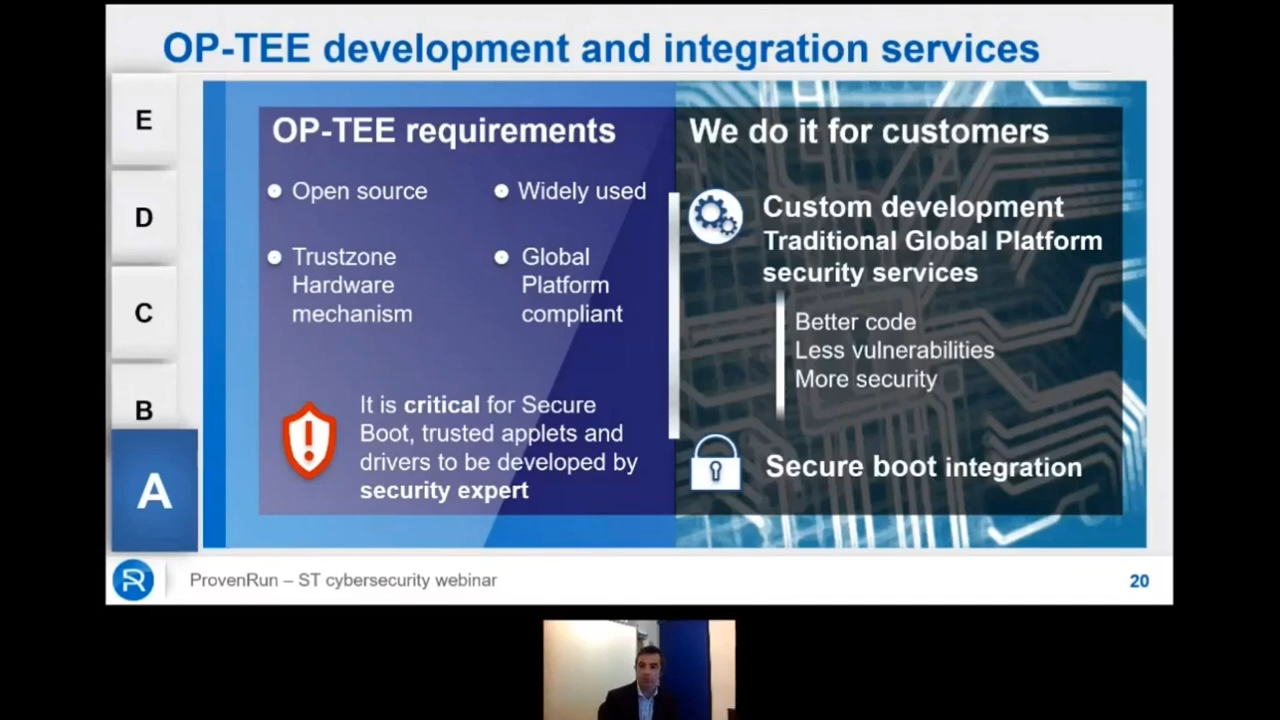 OP-TEE development and integration services
E
D
C
B
A
OP-TEE requirements
Open source
Widely used
Trustzone
Hardware
mechanism
Global
Platform
compliant
It is critical for Secure
Boot, trusted applets and
drivers to be developed by
security expert
We do it for customers
Custom development
Traditional Global Platform
security services
Better code
Less vulnerabilities
More security
Secure boot integration
ProvenRun – ST cybersecurity webinar
20